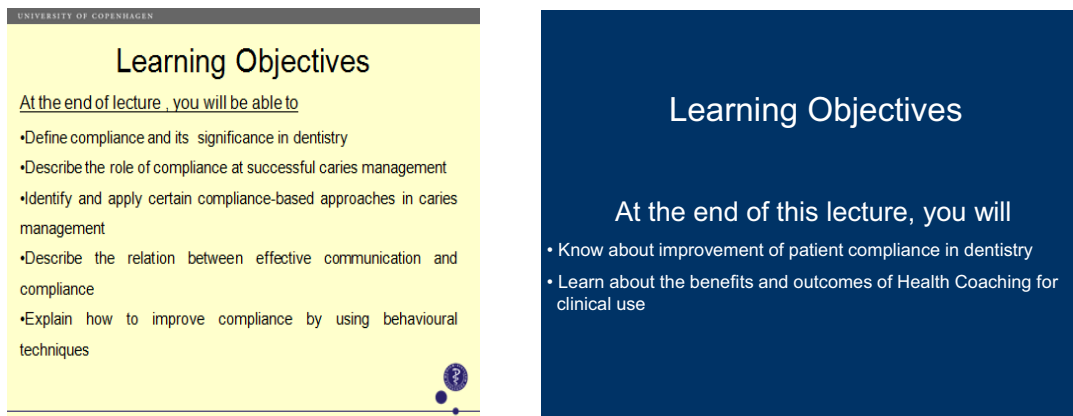 UNIVERSITY OF COPENHAGEN
Learning Objectives
At the end of lecture , you will be able to
•Define compliance and its significance in dentistry
•Describe the role of compliance at successful caries management
•Identify and apply certain compliance-based approaches in caries
management
•Describe the relation between effective communication and
compliance
•Explain how to improve compliance by using behavioural
techniques
Learning Objectives
At the end of this lecture, you will
• Know about improvement of patient compliance in dentistry
• Learn about the benefits and outcomes of Health Coaching for
clinical use